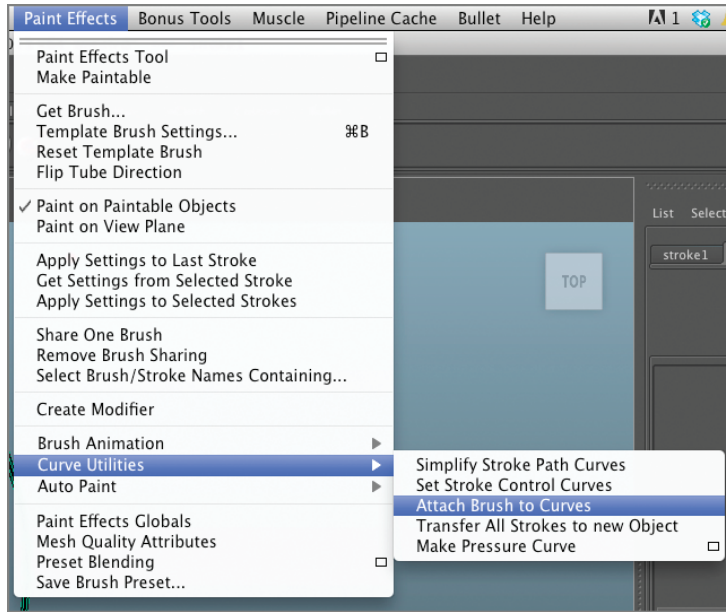 Paint Effects Bonus Tools Muscle Pipeline Cache Bullet Help 1
Paint Effects Tool
Make Paintable
Get Brush...
Template Brush Settings... ⌘B
Reset Template Brush
Flip Tube Direction
✓ Paint on Paintable Objects
Paint on View Plane
Apply Settings to Last Stroke
Get Settings from Selected Stroke
Apply Settings to Selected Strokes
Share One Brush
Remove Brush Sharing
Select Brush/Stroke Names Containing...
Create Modifier
Brush Animation
Curve Utilities
Auto Paint
Paint Effects Globals
Mesh Quality Attributes
Preset Blending
Save Brush Preset...
Simplify Stroke Path Curves
Set Stroke Control Curves
Attach Brush to Curves
Transfer All Strokes to new Object
Make Pressure Curve
TOP
List Select
stroke1